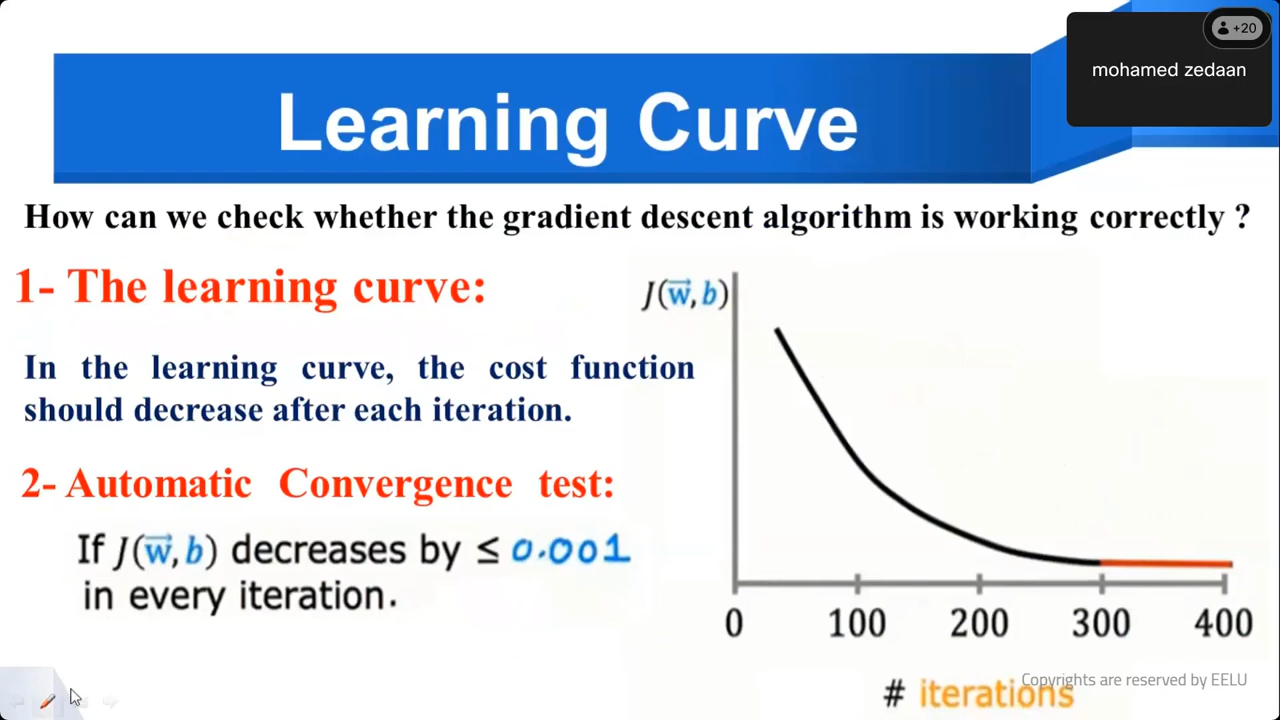 +20
mohamed zedaan
Learning Curve
How can we check whether the gradient descent algorithm is working correctly ?
1- The learning curve:
In the learning curve, the cost function
should decrease after each iteration.
2- Automatic Convergence test:
If J(w⃗, b) decreases by ≤ 0.001
in every iteration.
J(w⃗, b)
0 100 200 300 400
# iterations
Copyrights are reserved by EELU